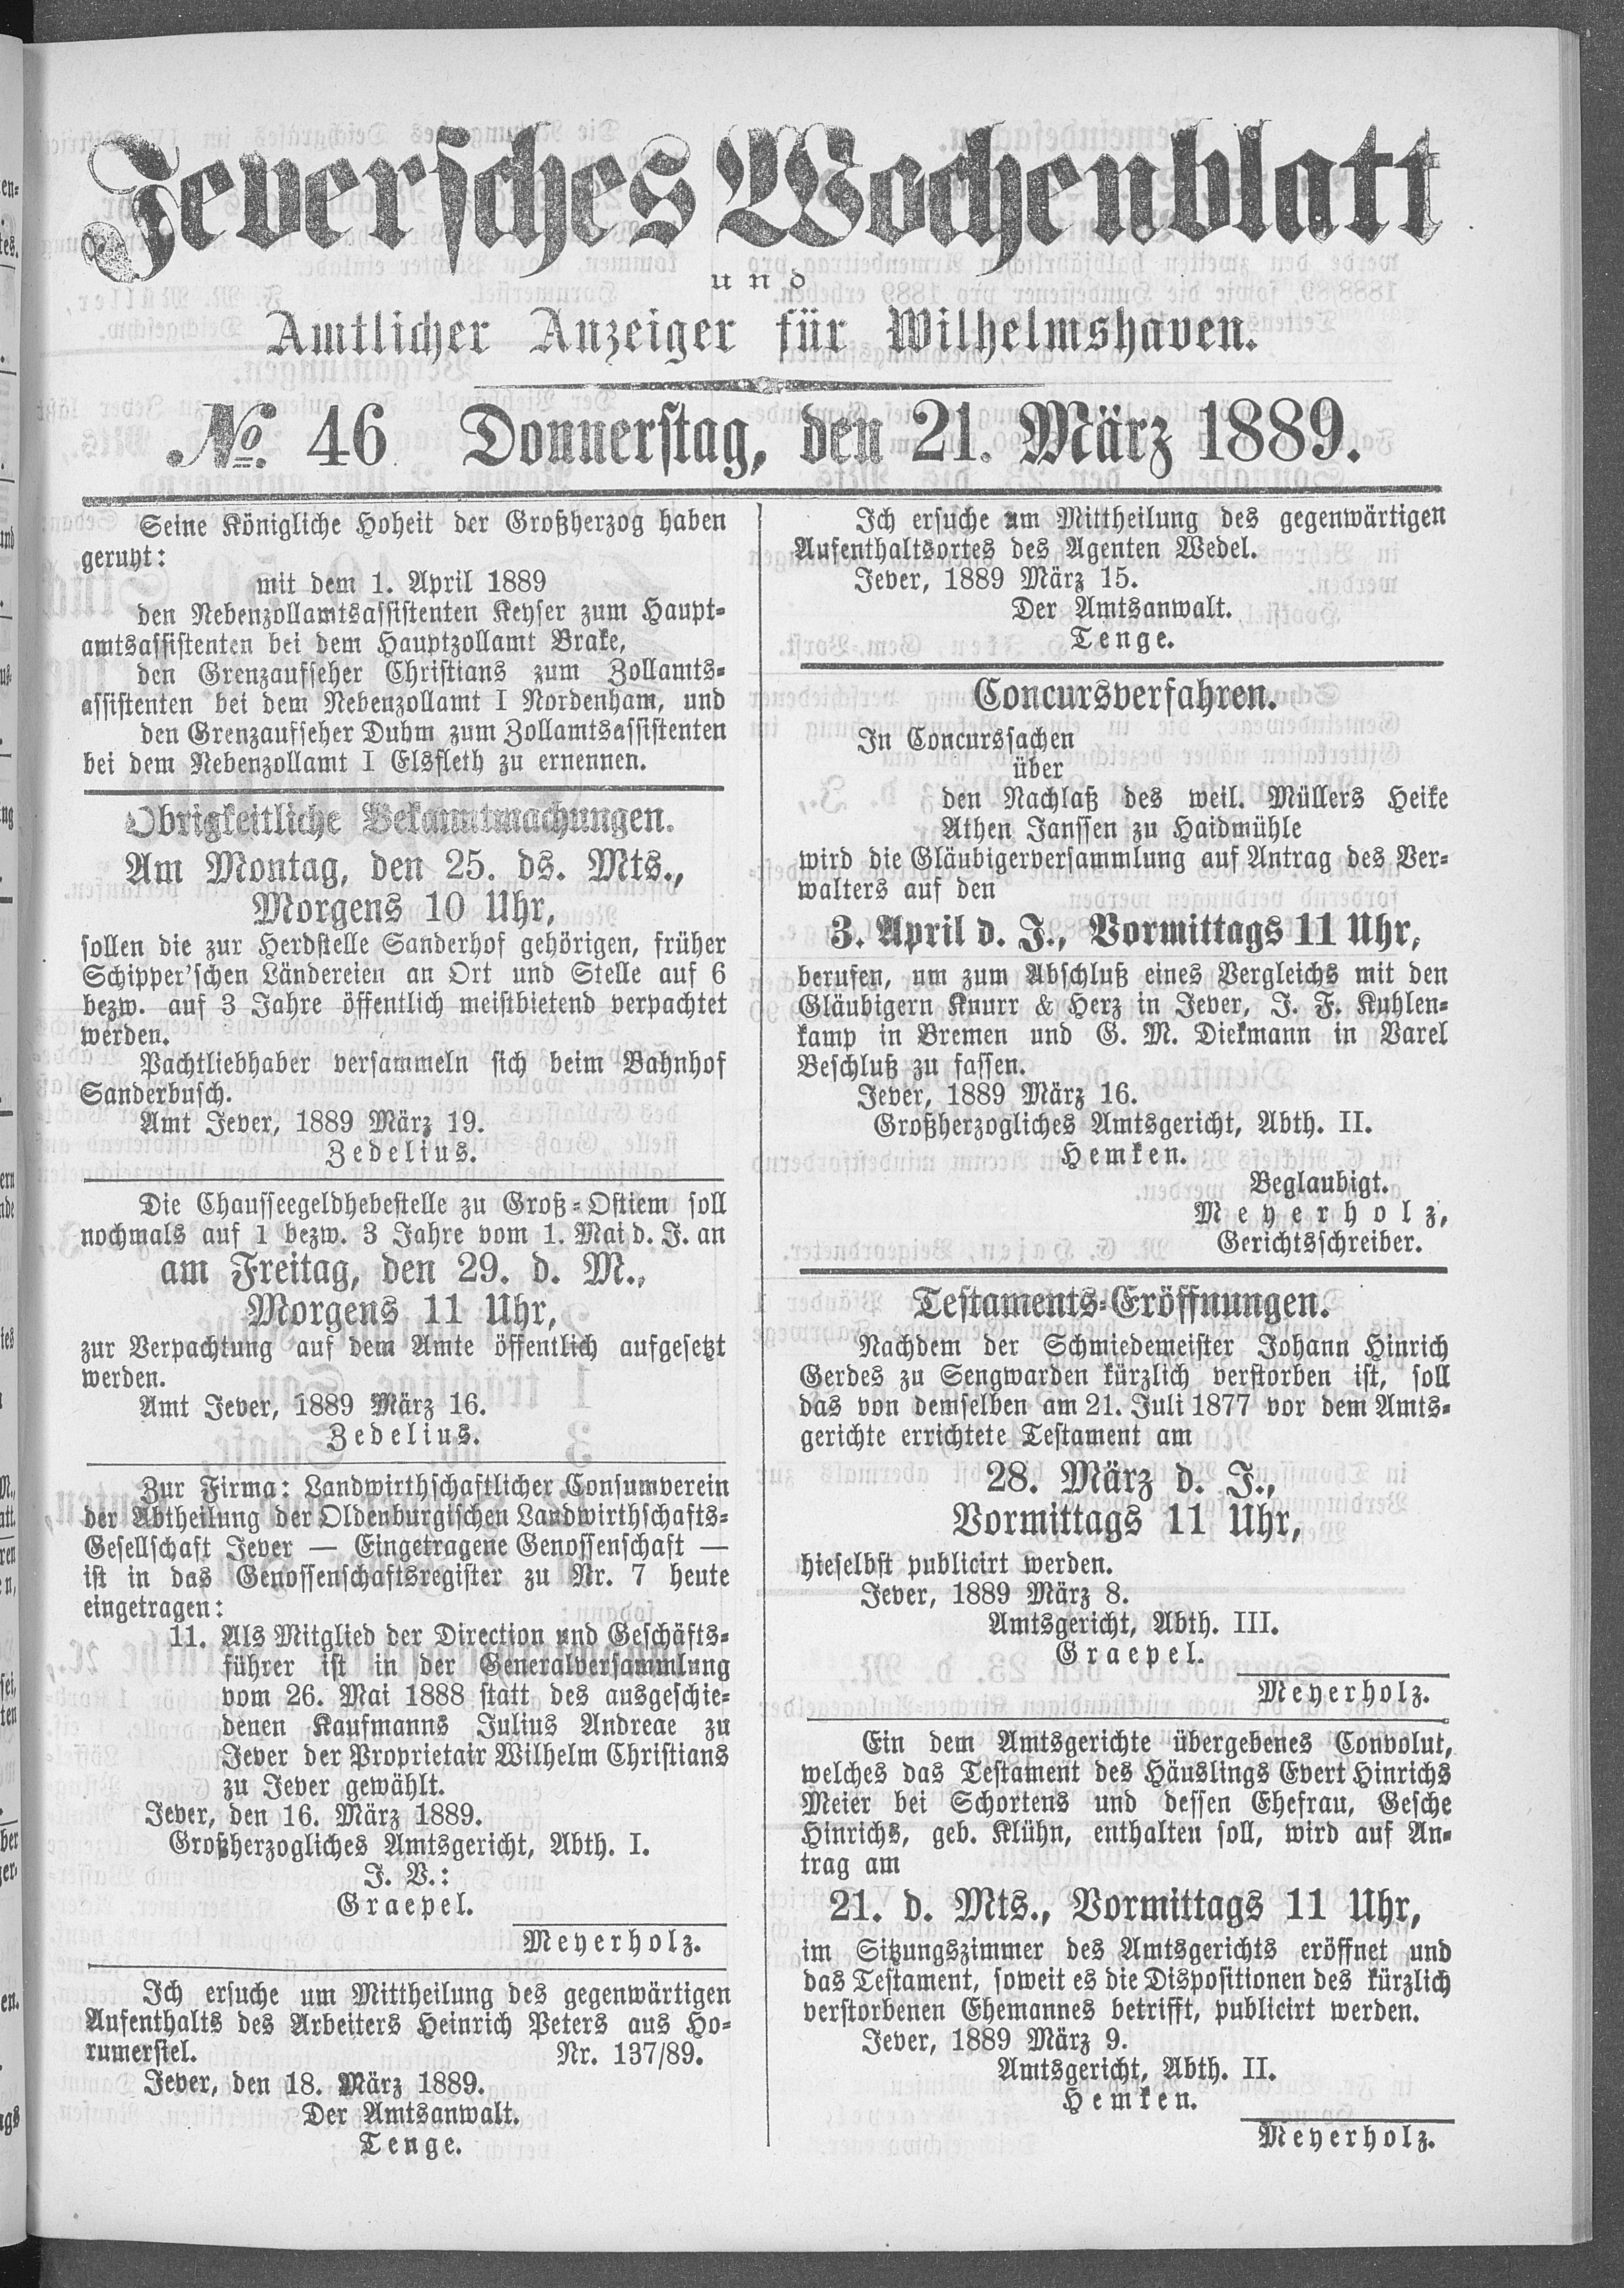 Jeversches Wochenblatt
und
Amtlicher Anzeiger für Wilhelmshaven.
№ 46 Donnerstag, den 21. März 1889.
Seine Königliche Hoheit der Großherzog haben
geruht:
mit dem 1. April 1889
den Nebenzollamtsassistenten Keyser zum Haupt-
amtsassistenten bei dem Hauptzollamt Brake,
den Grenzaufseher Christians zum Zollamts-
assistenten bei dem Nebenzollamt I Nordenham, und
den Grenzaufseher Duhm zum Zollamtsassistenten
bei dem Nebenzollamt I Elsfleth zu ernennen.
Obrigkeitliche Bekanntmachungen.
Am Montag, den 25. ds. Mts.,
Morgens 10 Uhr,
sollen die zur Herdstelle Sanderhof gehörigen, früher
Schipper'schen Ländereien an Ort und Stelle auf 6
bezw. auf 3 Jahre öffentlich meistbietend verpachtet
werden.
Pachtliebhaber versammeln sich beim Bahnhof
Sanderbusch.
Amt Jever, 1889 März 19.
Zedelius.
Die Chausseegeldhebestelle zu Groß-Ostiem soll
nochmals auf 1 bezw. 3 Jahre vom 1. Mai d. J. an
am Freitag, den 29. d. M.,
Morgens 11 Uhr,
zur Verpachtung auf dem Amte öffentlich aufgesetzt
werden.
Amt Jever, 1889 März 16.
Zedelius.
Zur Firma: Landwirthschaftlicher Consumverein
der Abtheilung der Oldenburgischen Landwirthschafts-
Gesellschaft Jever — Eingetragene Genossenschaft —
ist in das Genossenschaftsregister zu Nr. 7 heute
eingetragen:
11. Als Mitglied der Direction und Geschäfts-
führer ist in der Generalversammlung
vom 26. Mai 1888 statt des ausgeschie-
denen Kaufmanns Julius Andreae zu
Jever der Proprietair Wilhelm Christians
zu Jever gewählt.
Jever, den 16. März 1889.
Großherzogliches Amtsgericht, Abth. I.
J. V.:
Graepel.
Meyerholz.
Ich ersuche um Mittheilung des gegenwärtigen
Aufenthalts des Arbeiters Heinrich Peters aus Ho-
rumerstel. Nr. 137/89.
Jever, den 18. März 1889.
Der Amtsanwalt.
Tenge.
Ich ersuche um Mittheilung des gegenwärtigen
Aufenthaltsortes des Agenten Wedel.
Jever, 1889 März 15.
Der Amtsanwalt.
Tenge.
Concursverfahren.
In Concurssachen
über
den Nachlaß des weil. Müllers Heike
Athen Janssen zu Haidmühle
wird die Gläubigerversammlung auf Antrag des Ver-
walters auf den
3. April d. J., Vormittags 11 Uhr,
berufen, um zum Abschluß eines Vergleichs mit den
Gläubigern Knurr & Herz in Jever, J. F. Kuhlen-
kamp in Bremen und G. M. Diekmann in Varel
Beschluß zu fassen.
Jever, 1889 März 16.
Großherzogliches Amtsgericht, Abth. II.
Hemken.
Beglaubigt.
Meyerholz,
Gerichtsschreiber.
Testaments-Eröffnungen.
Nachdem der Schmiedemeister Johann Hinrich
Gerdes zu Sengwarden kürzlich verstorben ist, soll
das von demselben am 21. Juli 1877 vor dem Amts-
gerichte errichtete Testament am
28. März d. J.,
Vormittags 11 Uhr,
hieselbst publicirt werden.
Jever, 1889 März 8.
Amtsgericht, Abth. III.
Graepel.
Meyerholz.
Ein dem Amtsgerichte übergebenes Convolut,
welches das Testament des Häuslings Evert Hinrichs
Meier bei Schortens und dessen Ehefrau, Gesche
Hinrichs, geb. Klühn, enthalten soll, wird auf An-
trag am
21. d. Mts., Vormittags 11 Uhr,
im Sitzungszimmer des Amtsgerichts eröffnet und
das Testament, soweit es die Dispositionen des kürzlich
verstorbenen Ehemannes betrifft, publicirt werden.
Jever, 1889 März 9.
Amtsgericht, Abth. II.
Hemken.
Meyerholz.